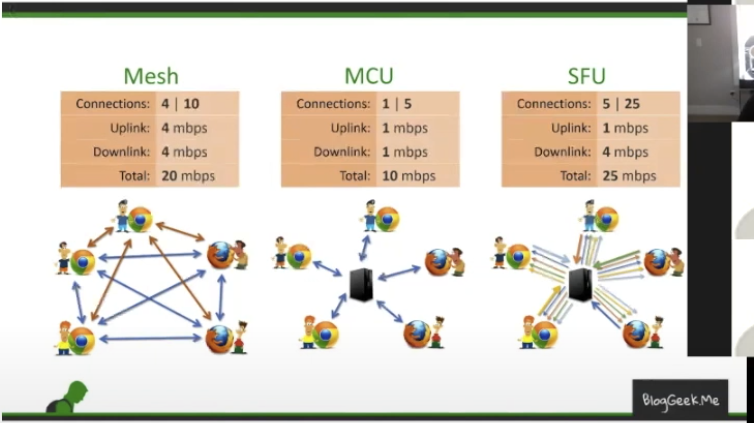 Mesh
Connections: 4 | 10
Uplink: 4 mbps
Downlink: 4 mbps
Total: 20 mbps
MCU
Connections: 1 | 5
Uplink: 1 mbps
Downlink: 1 mbps
Total: 10 mbps
SFU
Connections: 5 | 25
Uplink: 1 mbps
Downlink: 4 mbps
Total: 25 mbps
BlogGeek.Me